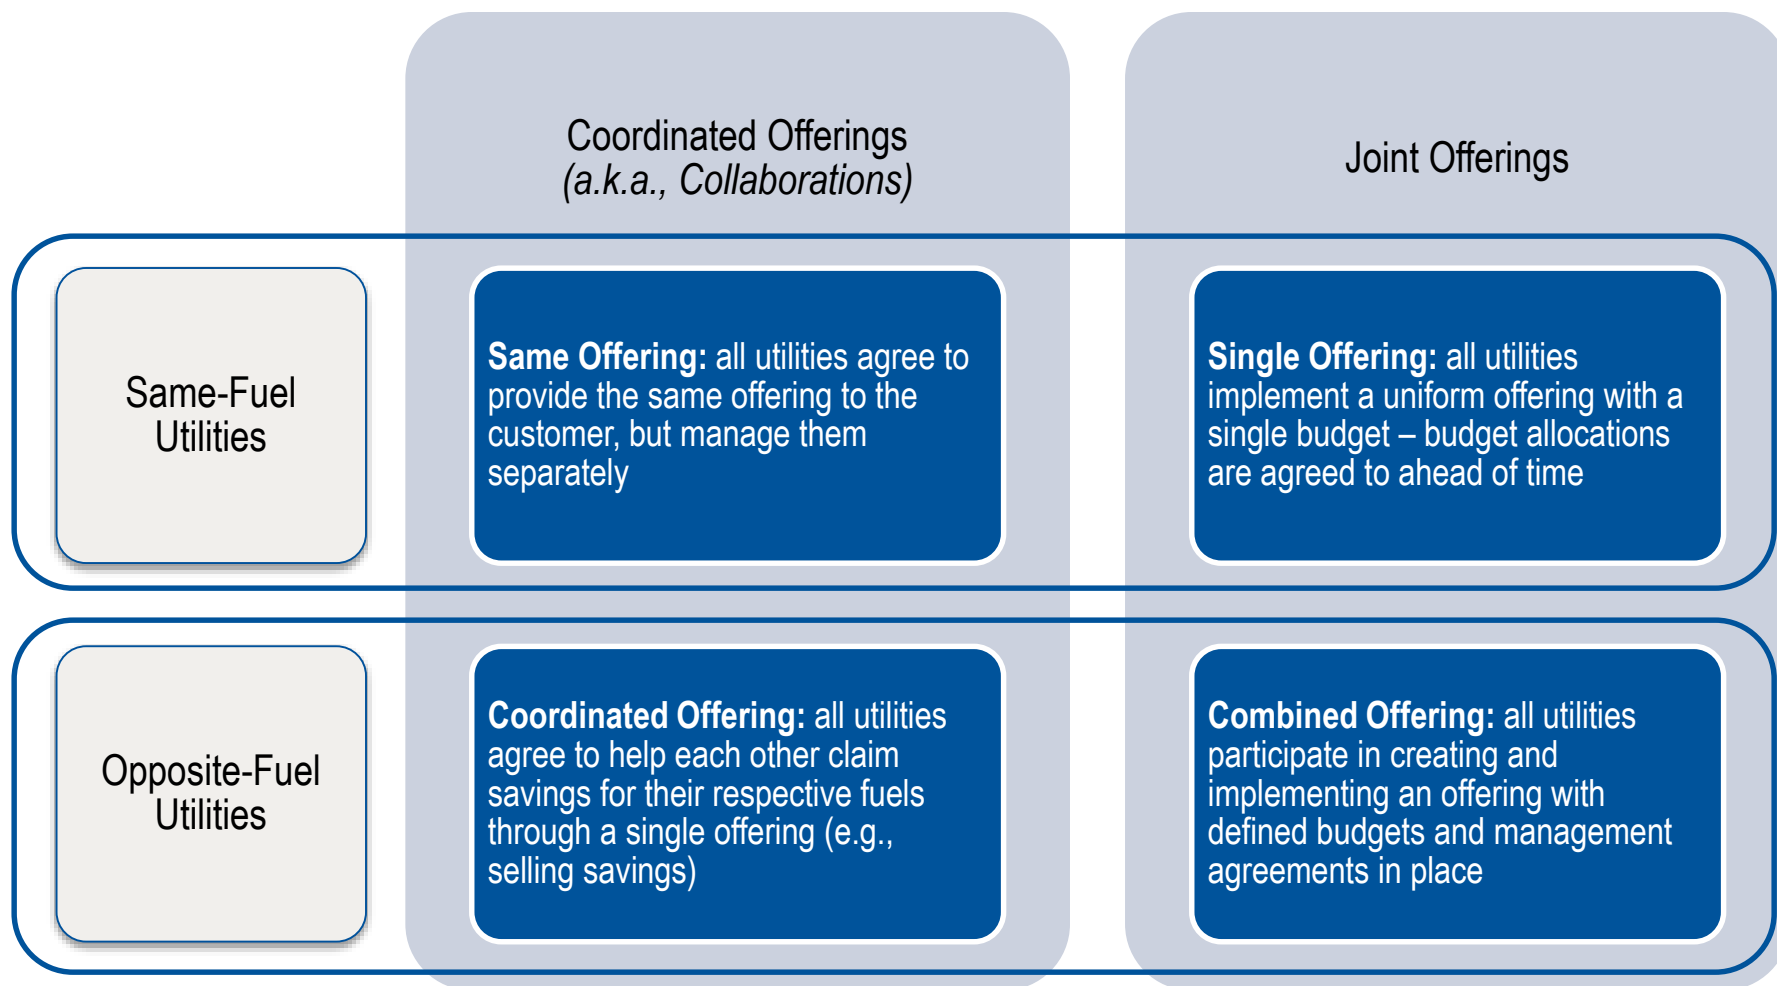 Coordinated Offerings
(a.k.a., Collaborations)
Joint Offerings
Same-Fuel
Utilities
Same Offering: all utilities agree to
provide the same offering to the
customer, but manage them
separately
Single Offering: all utilities
implement a uniform offering with a
single budget – budget allocations
are agreed to ahead of time
Opposite-Fuel
Utilities
Coordinated Offering: all utilities
agree to help each other claim
savings for their respective fuels
through a single offering (e.g.,
selling savings)
Combined Offering: all utilities
participate in creating and
implementing an offering with
defined budgets and management
agreements in place